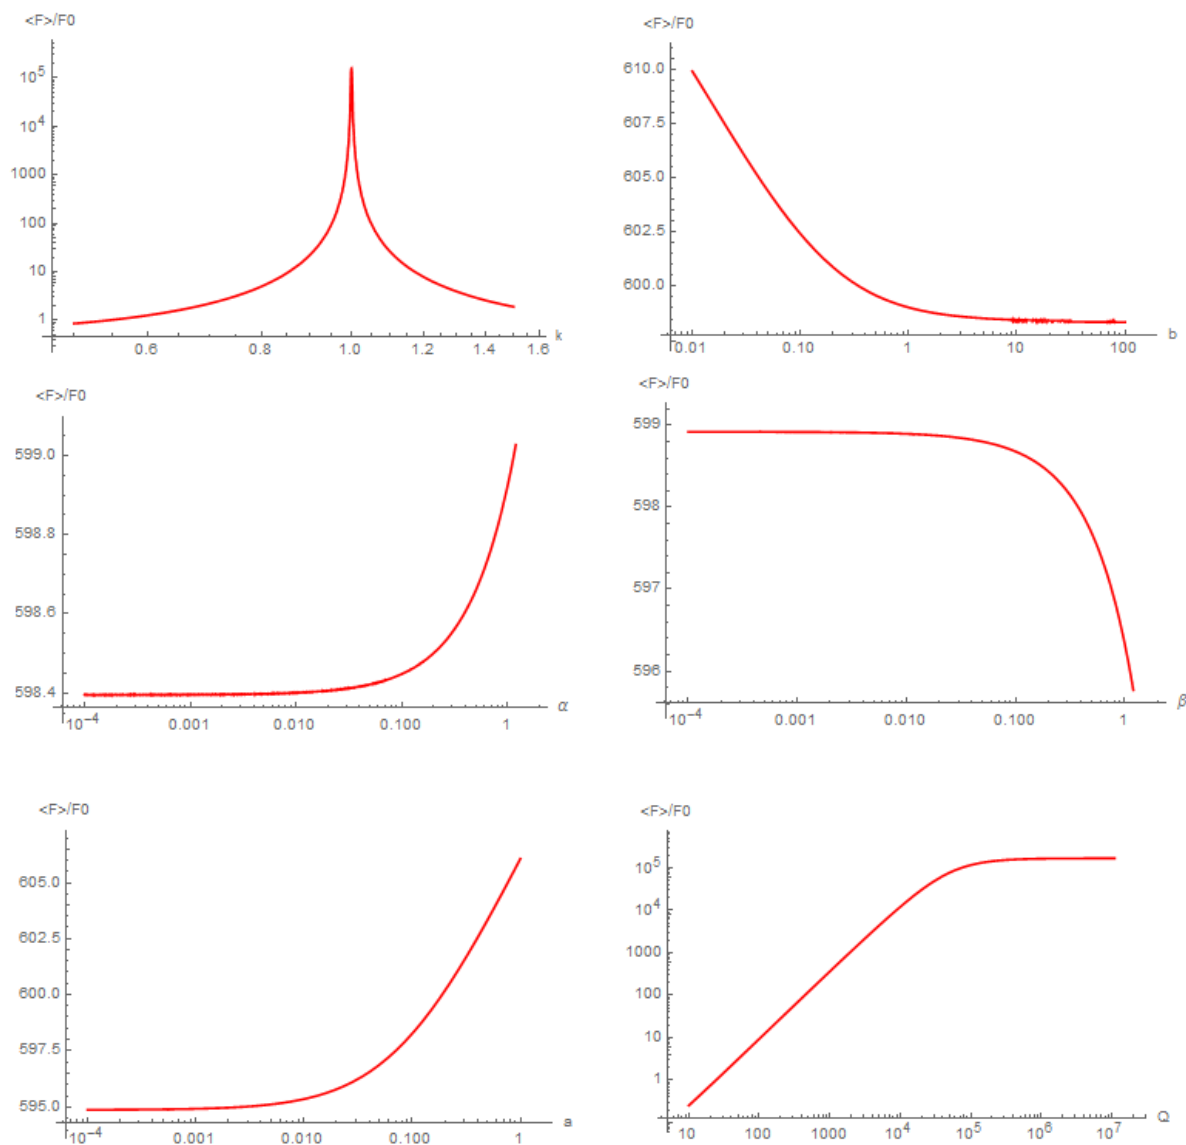 <F>/F0
10^5
10^4
1000
100
10
1
0.6 0.8 1.0 1.2 1.4 1.6 k
<F>/F0
610.0
607.5
605.0
602.5
600.0
0.01 0.10 1 10 100 b
<F>/F0
599.0
598.8
598.6
598.4
10^-4 0.001 0.010 0.100 1 α
<F>/F0
599
598
597
596
10^-4 0.001 0.010 0.100 1 β
<F>/F0
605.0
602.5
600.0
597.5
595.0
10^-4 0.001 0.010 0.100 1 a
<F>/F0
10^5
10^4
1000
100
10
1
10 100 1000 10^4 10^5 10^6 10^7 Q